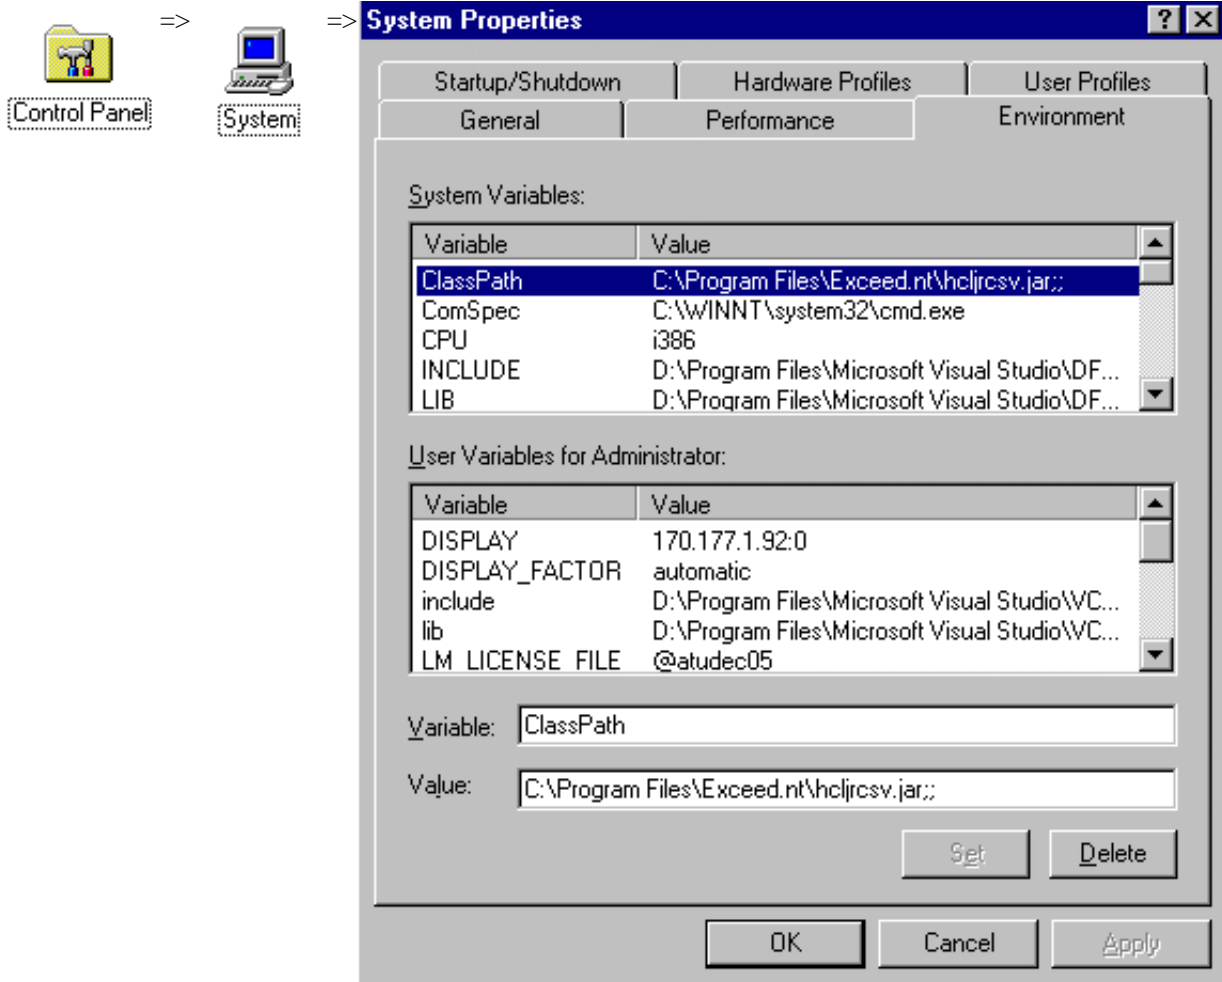 =>
=>
Control Panel
System
System Properties
Startup/Shutdown Hardware Profiles User Profiles
General Performance Environment
System Variables:
Variable Value
ClassPath C:\Program Files\Exceed.nt\hcljrcsv.jar;;
ComSpec C:\WINNT\system32\cmd.exe
CPU i386
INCLUDE D:\Program Files\Microsoft Visual Studio\DF...
LIB D:\Program Files\Microsoft Visual Studio\DF...
User Variables for Administrator:
Variable Value
DISPLAY 170.177.1.92:0
DISPLAY_FACTOR automatic
include D:\Program Files\Microsoft Visual Studio\VC...
lib D:\Program Files\Microsoft Visual Studio\VC...
LM_LICENSE_FILE @atudec05
Variable: ClassPath
Value: C:\Program Files\Exceed.nt\hcljrcsv.jar;;
Set Delete
OK Cancel Apply